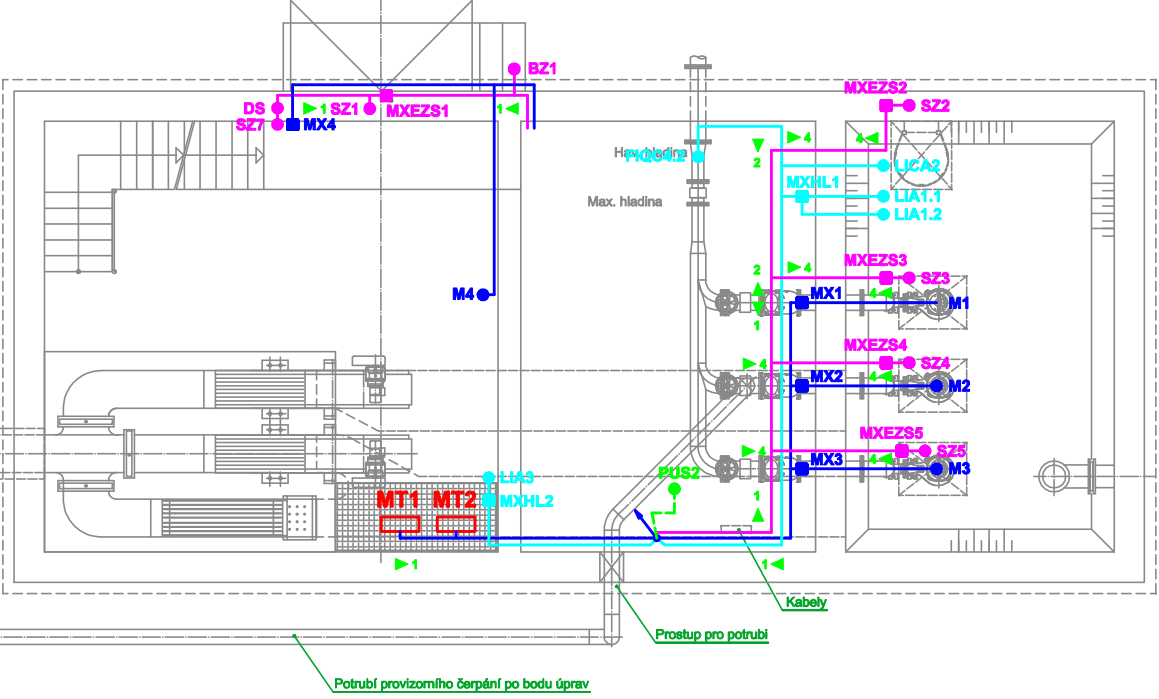 BZ1
MXEZS2
DS
1
SZ1
MXEZS1
1
SZ2
SZ7
MX4
4
4
Hav. hladina
2
LICA2
MXHL1
LIA1.1
Max. hladina
LIA1.2
MXEZS3
2
4
SZ3
M4
MX1
4
M1
1
MXEZS4
4
SZ4
MX2
4
M2
MXEZS5
4
SZ5
MX3
4
M3
LIA3
PUS2
MT1
MT2
MXHL2
1
1
1
Kabely
Prostup pro potrubi
Potrubí provizorního čerpání po bodu úprav